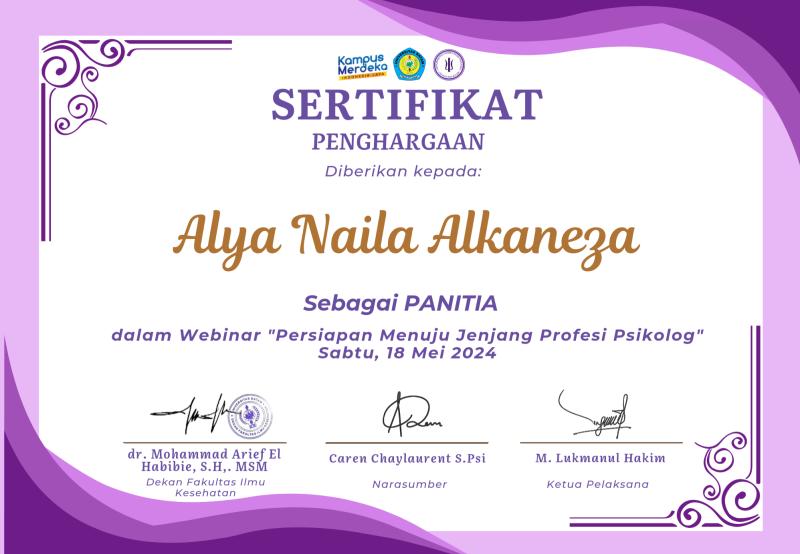 Kampus
Merdeka
INDONESIA JAYA
SERTIFIKAT
PENGHARGAAN
Diberikan kepada:
Alya Naila Alkaneza
Sebagai PANITIA
dalam Webinar "Persiapan Menuju Jenjang Profesi Psikolog"
Sabtu, 18 Mei 2024
dr. Mohammad Arief El
Habibie, S.H,. MSM
Dekan Fakultas Ilmu
Kesehatan
Caren Chaylaurent S.Psi
Narasumber
M. Lukmanul Hakim
Ketua Pelaksana